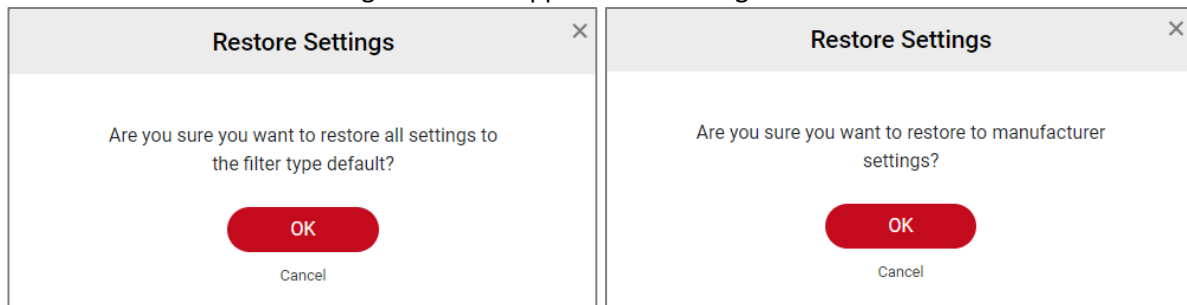 Restore Settings
×
Are you sure you want to restore all settings to
the filter type default?
OK
Cancel
Restore Settings
×
Are you sure you want to restore to manufacturer
settings?
OK
Cancel